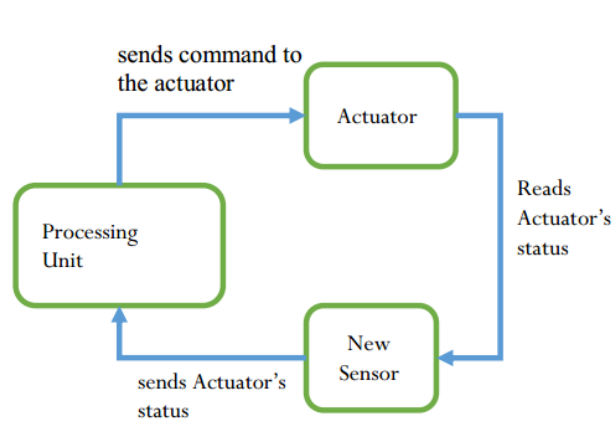 sends command to
the actuator
Actuator
Reads
Actuator’s
status
Processing
Unit
New
Sensor
sends Actuator’s
status